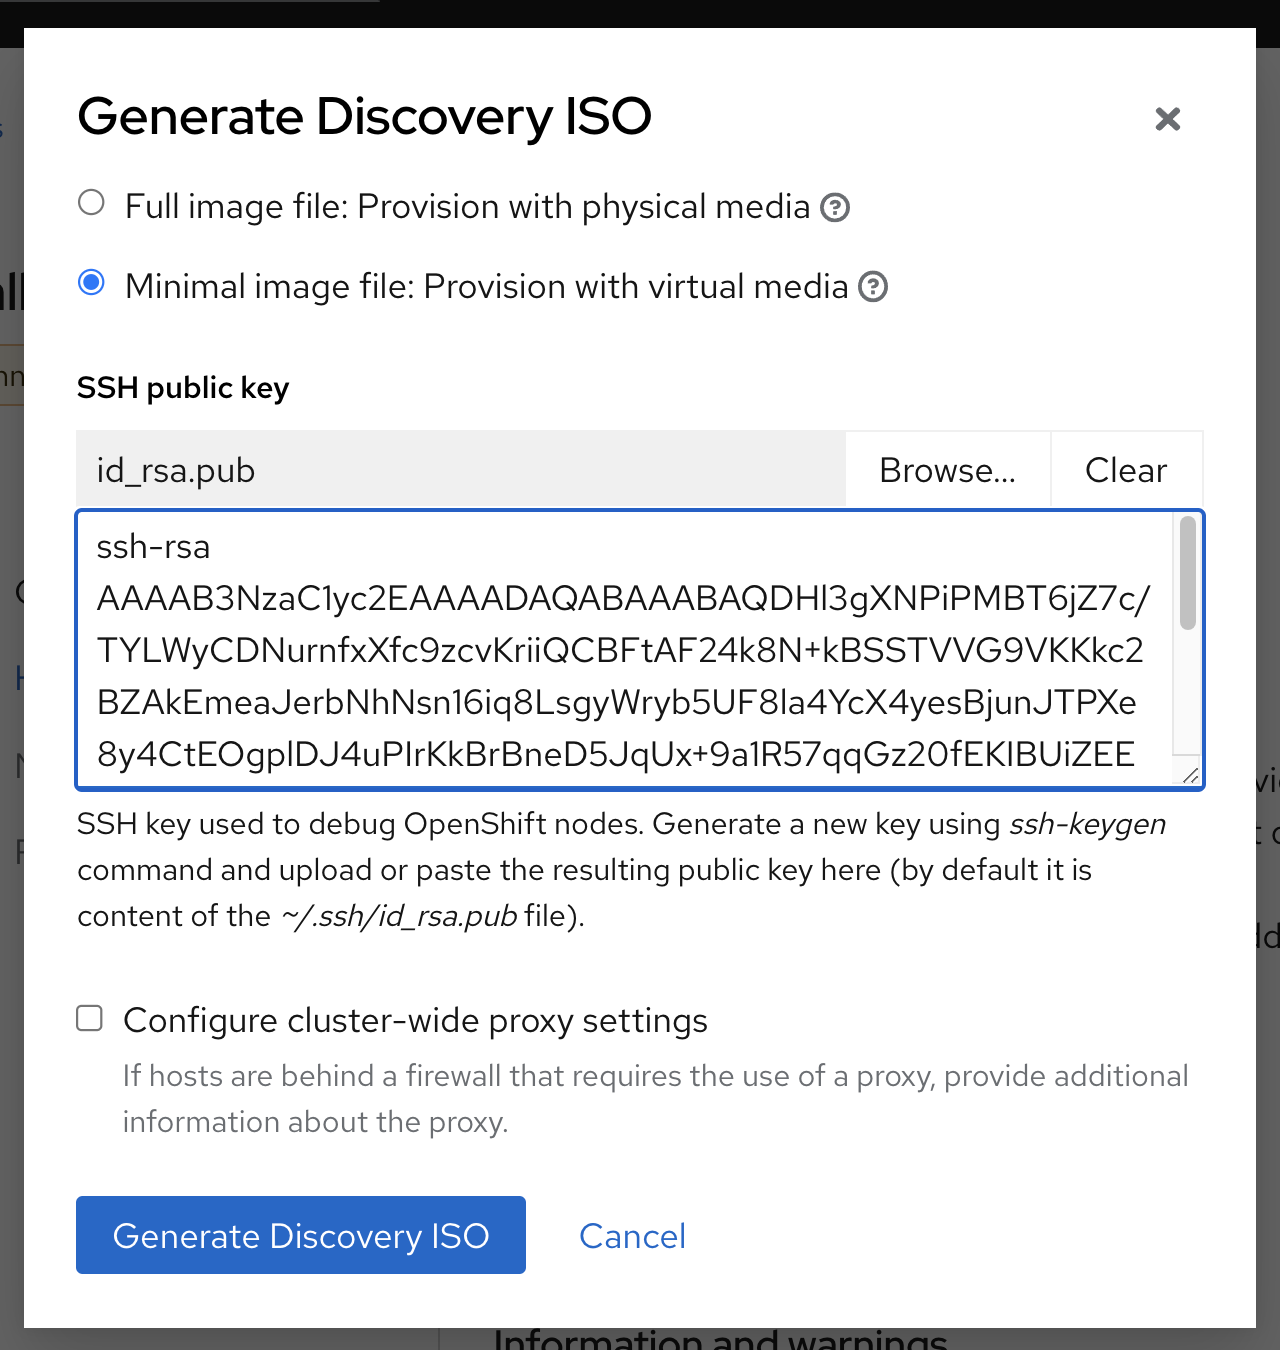 Generate Discovery ISO
Full image file: Provision with physical media
Minimal image file: Provision with virtual media
SSH public key
id_rsa.pub
Browse...
Clear
ssh-rsa
AAAAB3NzaC1yc2EAAAADAQABAAABAQDHl3gXNPiPMBT6jZ7c/
TYLWyCDNurnfxXfc9zcvKriiQCBFtAF24k8N+kBSSTVVG9VKKkc2
BZAkEmeaJerbNhNsn16iq8LsgyWryb5UF8la4YcX4yesBjunJTPXe
8y4CtEOgplDJ4uPIrKkBrBneD5JqUx+9a1R57qqGz20fEKIBUiZEE
SSH key used to debug OpenShift nodes. Generate a new key using ssh-keygen
command and upload or paste the resulting public key here (by default it is
content of the ~/.ssh/id_rsa.pub file).
Configure cluster-wide proxy settings
If hosts are behind a firewall that requires the use of a proxy, provide additional
information about the proxy.
Generate Discovery ISO
Cancel
Information and warnings